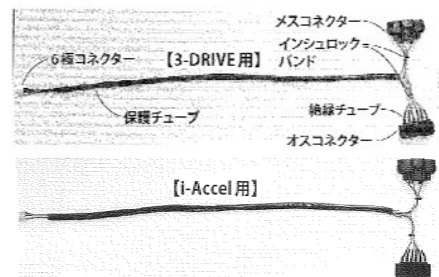 メスコネクター
6極コネクター
【3-DRIVE用】
インシュロック
バンド
保護チューブ
絶縁チューブ
オスコネクター
【i-Accel用】